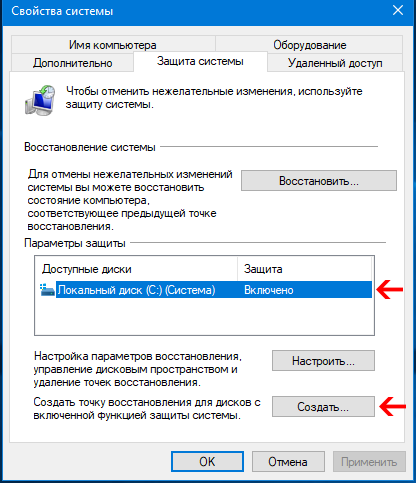 Свойства системы
Имя компьютера
Оборудование
Дополнительно
Защита системы
Удаленный доступ
Чтобы отменить нежелательные изменения, используйте
защиту системы.
Восстановление системы
Для отмены нежелательных изменений
системы вы можете восстановить
состояние компьютера,
соответствующее предыдущей точке
восстановления.
Восстановить...
Параметры защиты
Доступные диски
Защита
Локальный диск (C:) (Система)
Включено
Настройка параметров восстановления,
управление дисковым пространством и
удаление точек восстановления.
Настроить...
Создать точку восстановления для дисков с
включенной функцией защиты системы.
Создать...
OK
Отмена
Применить